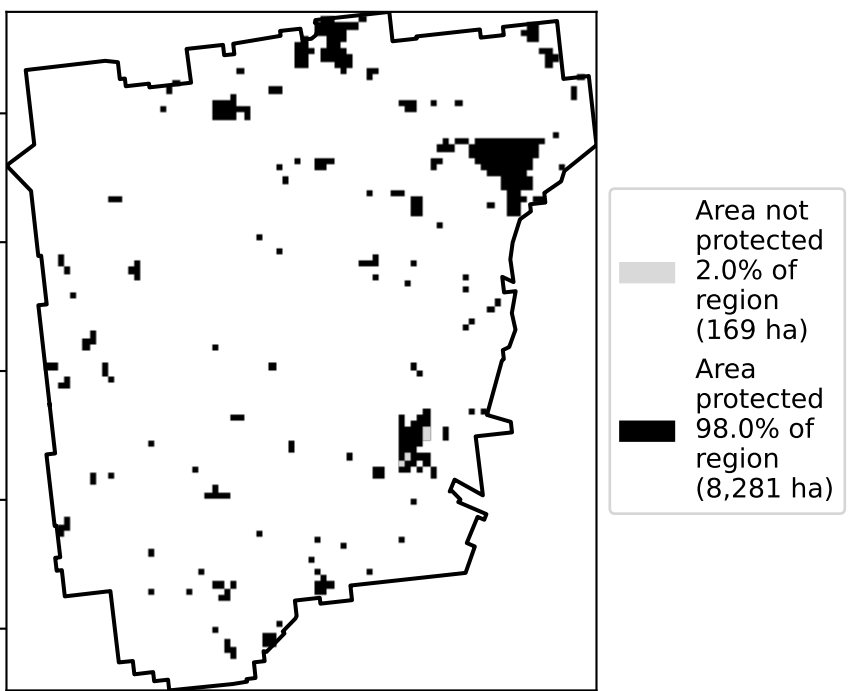 Area not
protected
2.0% of
region
(169 ha)
Area
protected
98.0% of
region
(8,281 ha)